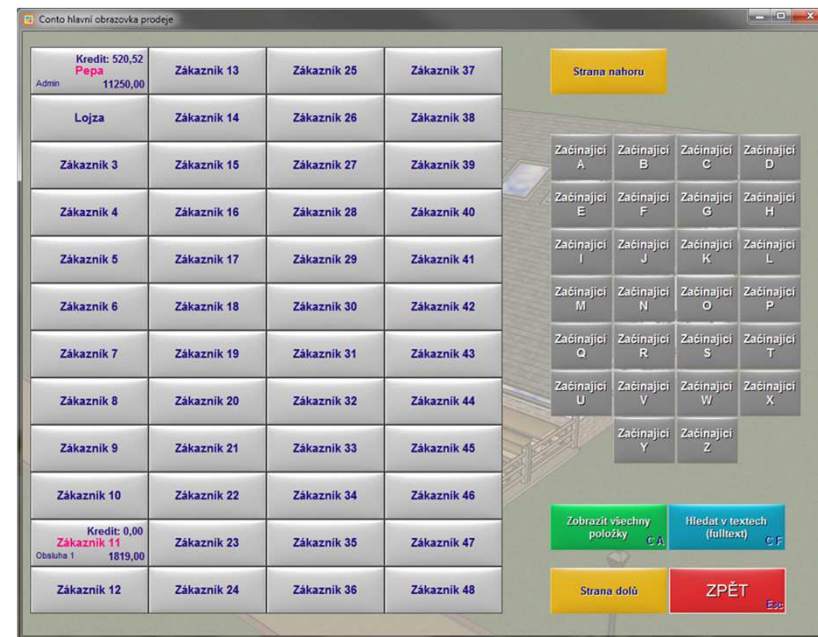 Conto hlavní obrazovka prodeje
Kredit: 520,52
Pepa
Admin 11250,00
Zákazník 13
Zákazník 25
Zákazník 37
Strana nahoru
Lojza
Zákazník 14
Zákazník 26
Zákazník 38
Zákazník 3
Zákazník 15
Zákazník 27
Zákazník 39
Začínající A
Začínající B
Začínající C
Začínající D
Zákazník 4
Zákazník 16
Zákazník 28
Zákazník 40
Začínající E
Začínající F
Začínající G
Začínající H
Zákazník 5
Zákazník 17
Zákazník 29
Zákazník 41
Začínající I
Začínající J
Začínající K
Začínající L
Zákazník 6
Zákazník 18
Zákazník 30
Zákazník 42
Začínající M
Začínající N
Začínající O
Začínající P
Zákazník 7
Zákazník 19
Zákazník 31
Zákazník 43
Začínající Q
Začínající R
Začínající S
Začínající T
Zákazník 8
Zákazník 20
Zákazník 32
Zákazník 44
Začínající U
Začínající V
Začínající W
Začínající X
Zákazník 9
Zákazník 21
Zákazník 33
Zákazník 45
Začínající Y
Začínající Z
Zákazník 10
Zákazník 22
Zákazník 34
Zákazník 46
Kredit: 0,00
Zákazník 11
Obsluha 1 1819,00
Zákazník 23
Zákazník 35
Zákazník 47
Zobrazit všechny
položky C A
Hledat v textech
(fulltext) C F
Zákazník 12
Zákazník 24
Zákazník 36
Zákazník 48
Strana dolů
ZPĚT
Esc